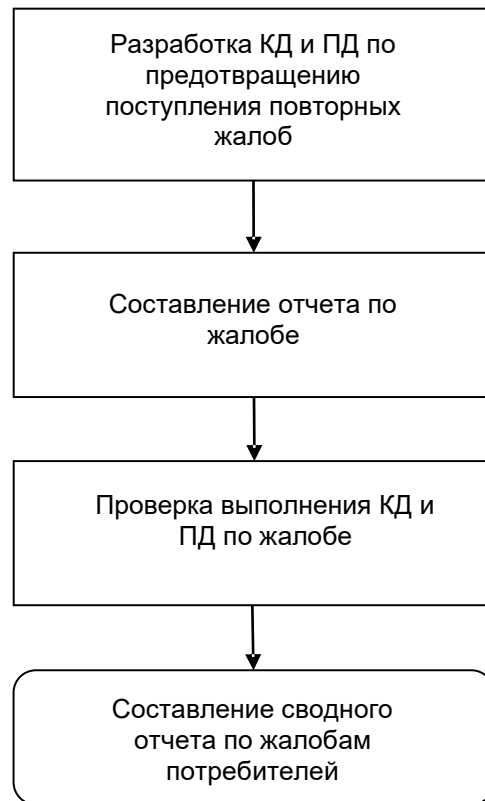 Разработка КД и ПД по
предотвращению
поступления повторных
жалоб
Составление отчета по
жалобе
Проверка выполнения КД и
ПД по жалобе
Составление сводного
отчета по жалобам
потребителей